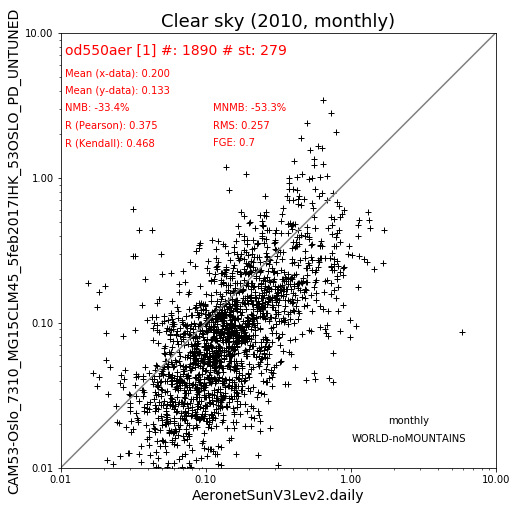 Clear sky (2010, monthly)
10.00
od550aer [1] #: 1890 # st: 279
Mean (x-data): 0.200
Mean (y-data): 0.133
NMB: -33.4% MNMB: -53.3%
R (Pearson): 0.375 RMS: 0.257
R (Kendall): 0.468 FGE: 0.7
1.00
0.10
monthly
WORLD-noMOUNTAINS
0.01
0.01 0.10 1.00 10.00
AeronetSunV3Lev2.daily
CAM53-Oslo_7310_MG15CLM45_5feb2017IHK_53OSLO_PD_UNTUNED